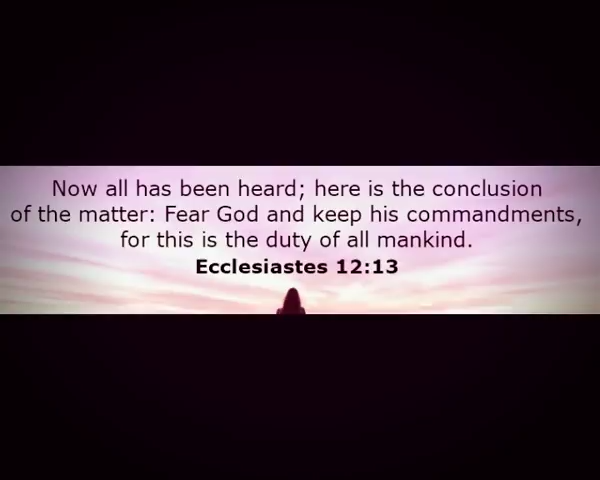 Now all has been heard; here is the conclusion
of the matter: Fear God and keep his commandments,
for this is the duty of all mankind.
Ecclesiastes 12:13